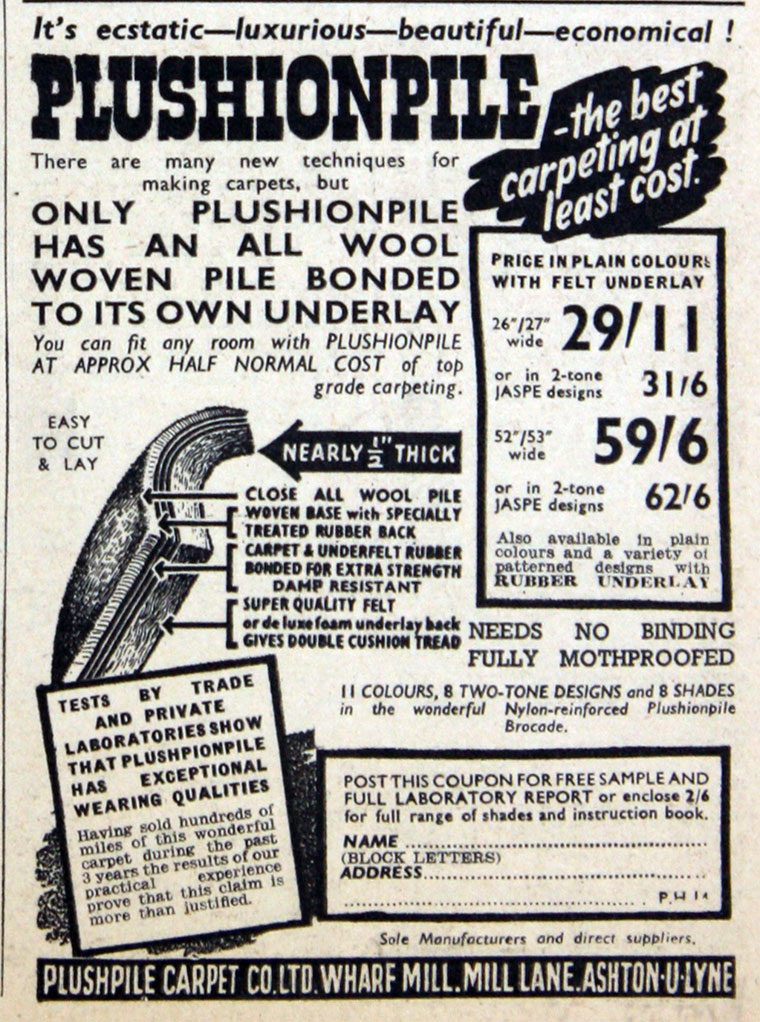 It's ecstatic—luxurious—beautiful—economical !
PLUSHIONPILE
-the best
carpeting at
least cost.
There are many new techniques for
making carpets, but
ONLY PLUSHIONPILE
HAS AN ALL WOOL
WOVEN PILE BONDED
TO ITS OWN UNDERLAY
You can fit any room with PLUSHIONPILE
AT APPROX HALF NORMAL COST of top
grade carpeting.
PRICE IN PLAIN COLOURS
WITH FELT UNDERLAY
26"/27" wide 29/11
or in 2-tone
JASPE designs 31/6
52"/53" wide 59/6
or in 2-tone
JASPE designs 62/6
Also available in plain
colours and a variety of
patterned designs with
RUBBER UNDERLAY
EASY
TO CUT
& LAY
NEARLY ½" THICK
CLOSE ALL WOOL PILE
WOVEN BASE with SPECIALLY
TREATED RUBBER BACK
CARPET & UNDERFELT RUBBER
BONDED FOR EXTRA STRENGTH
DAMP RESISTANT
SUPER QUALITY FELT
or de luxe foam underlay back
GIVES DOUBLE CUSHION TREAD
NEEDS NO BINDING
FULLY MOTHPROOFED
11 COLOURS, 8 TWO-TONE DESIGNS and 8 SHADES
in the wonderful Nylon-reinforced Plushionpile
Brocade.
TESTS BY TRADE
AND PRIVATE
LABORATORIES SHOW
THAT PLUSHPIONPILE
HAS EXCEPTIONAL
WEARING QUALITIES
Having sold hundreds of
miles of this wonderful
carpet during the past
3 years the results of our
practical experience
prove that this claim is
more than justified.
POST THIS COUPON FOR FREE SAMPLE AND
FULL LABORATORY REPORT or enclose 2/6
for full range of shades and instruction book.
NAME
(BLOCK LETTERS)
ADDRESS
P.H 14
Sole Manufacturers and direct suppliers.
PLUSHPILE CARPET CO. LTD. WHARF MILL. MILL LANE. ASHTON-U-LYNE